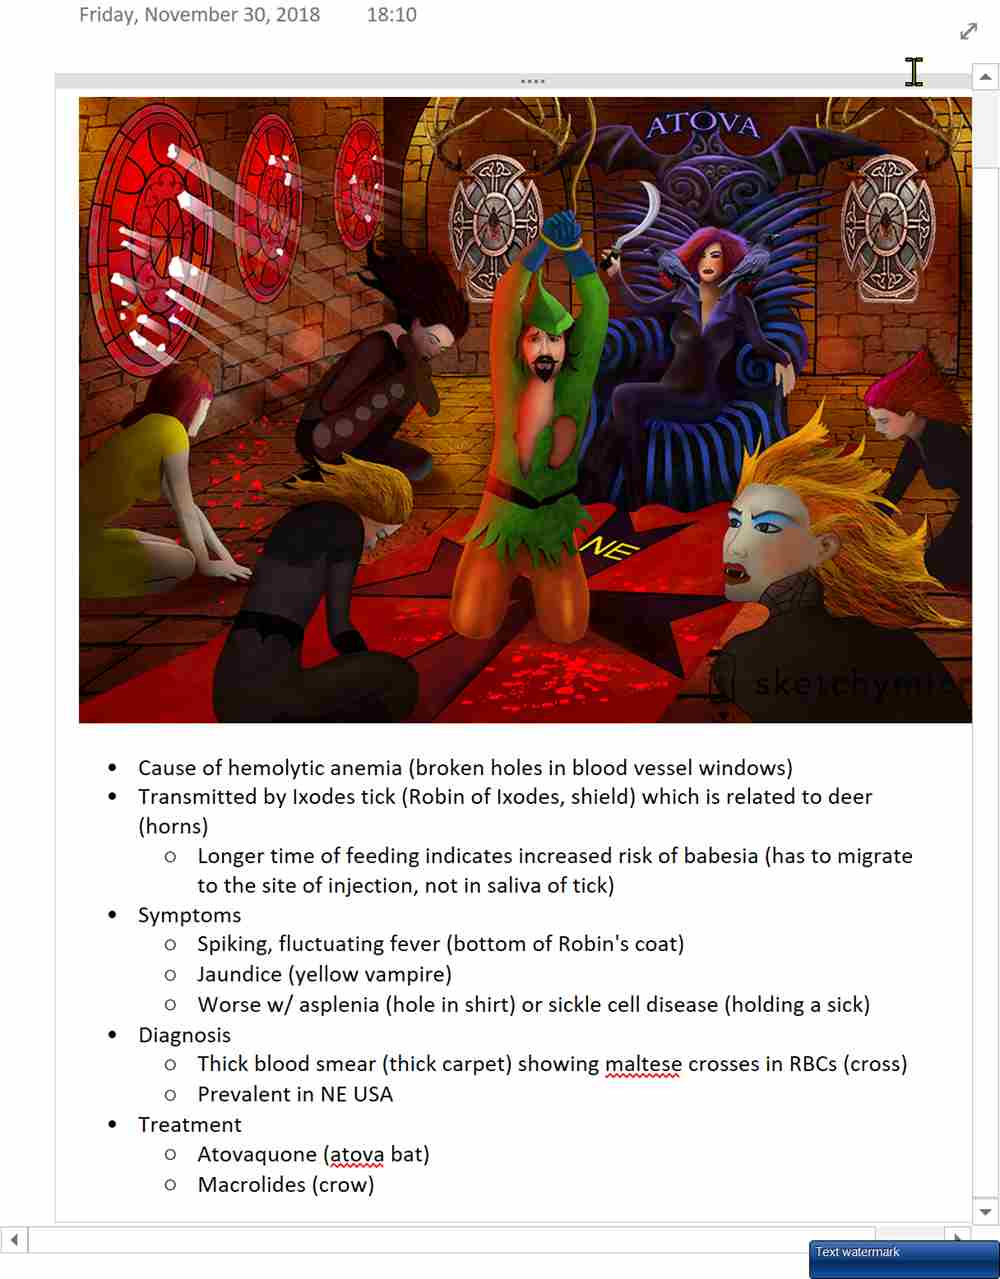 Friday, November 30, 2018 18:10
ATOVA
NE
sketchymic
• Cause of hemolytic anemia (broken holes in blood vessel windows)
• Transmitted by Ixodes tick (Robin of Ixodes, shield) which is related to deer
(horns)
○ Longer time of feeding indicates increased risk of babesia (has to migrate
to the site of injection, not in saliva of tick)
• Symptoms
○ Spiking, fluctuating fever (bottom of Robin's coat)
○ Jaundice (yellow vampire)
○ Worse w/ asplenia (hole in shirt) or sickle cell disease (holding a sick)
• Diagnosis
○ Thick blood smear (thick carpet) showing maltese crosses in RBCs (cross)
○ Prevalent in NE USA
• Treatment
○ Atovaquone (atova bat)
○ Macrolides (crow)
Text watermark